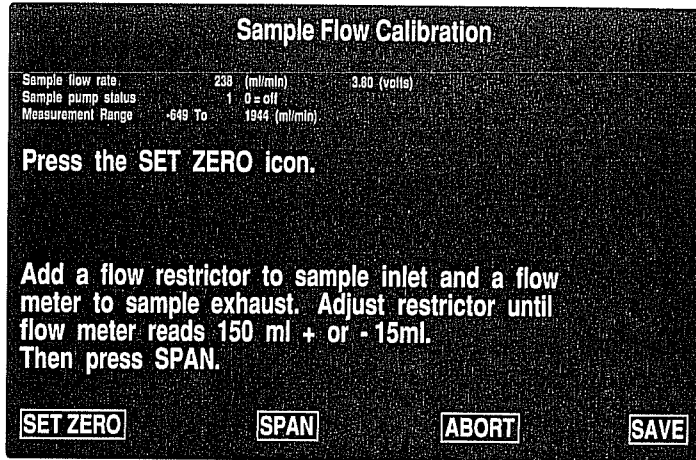 Sample Flow Calibration
Sample flow rate 238 (ml/min) 3.80 (volts)
Sample pump status 1 0 = off
Measurement Range -649 To 1944 (ml/min)
Press the SET ZERO icon.
Add a flow restrictor to sample inlet and a flow
meter to sample exhaust. Adjust restrictor until
flow meter reads 150 ml + or - 15ml.
Then press SPAN.
SET ZERO SPAN ABORT SAVE